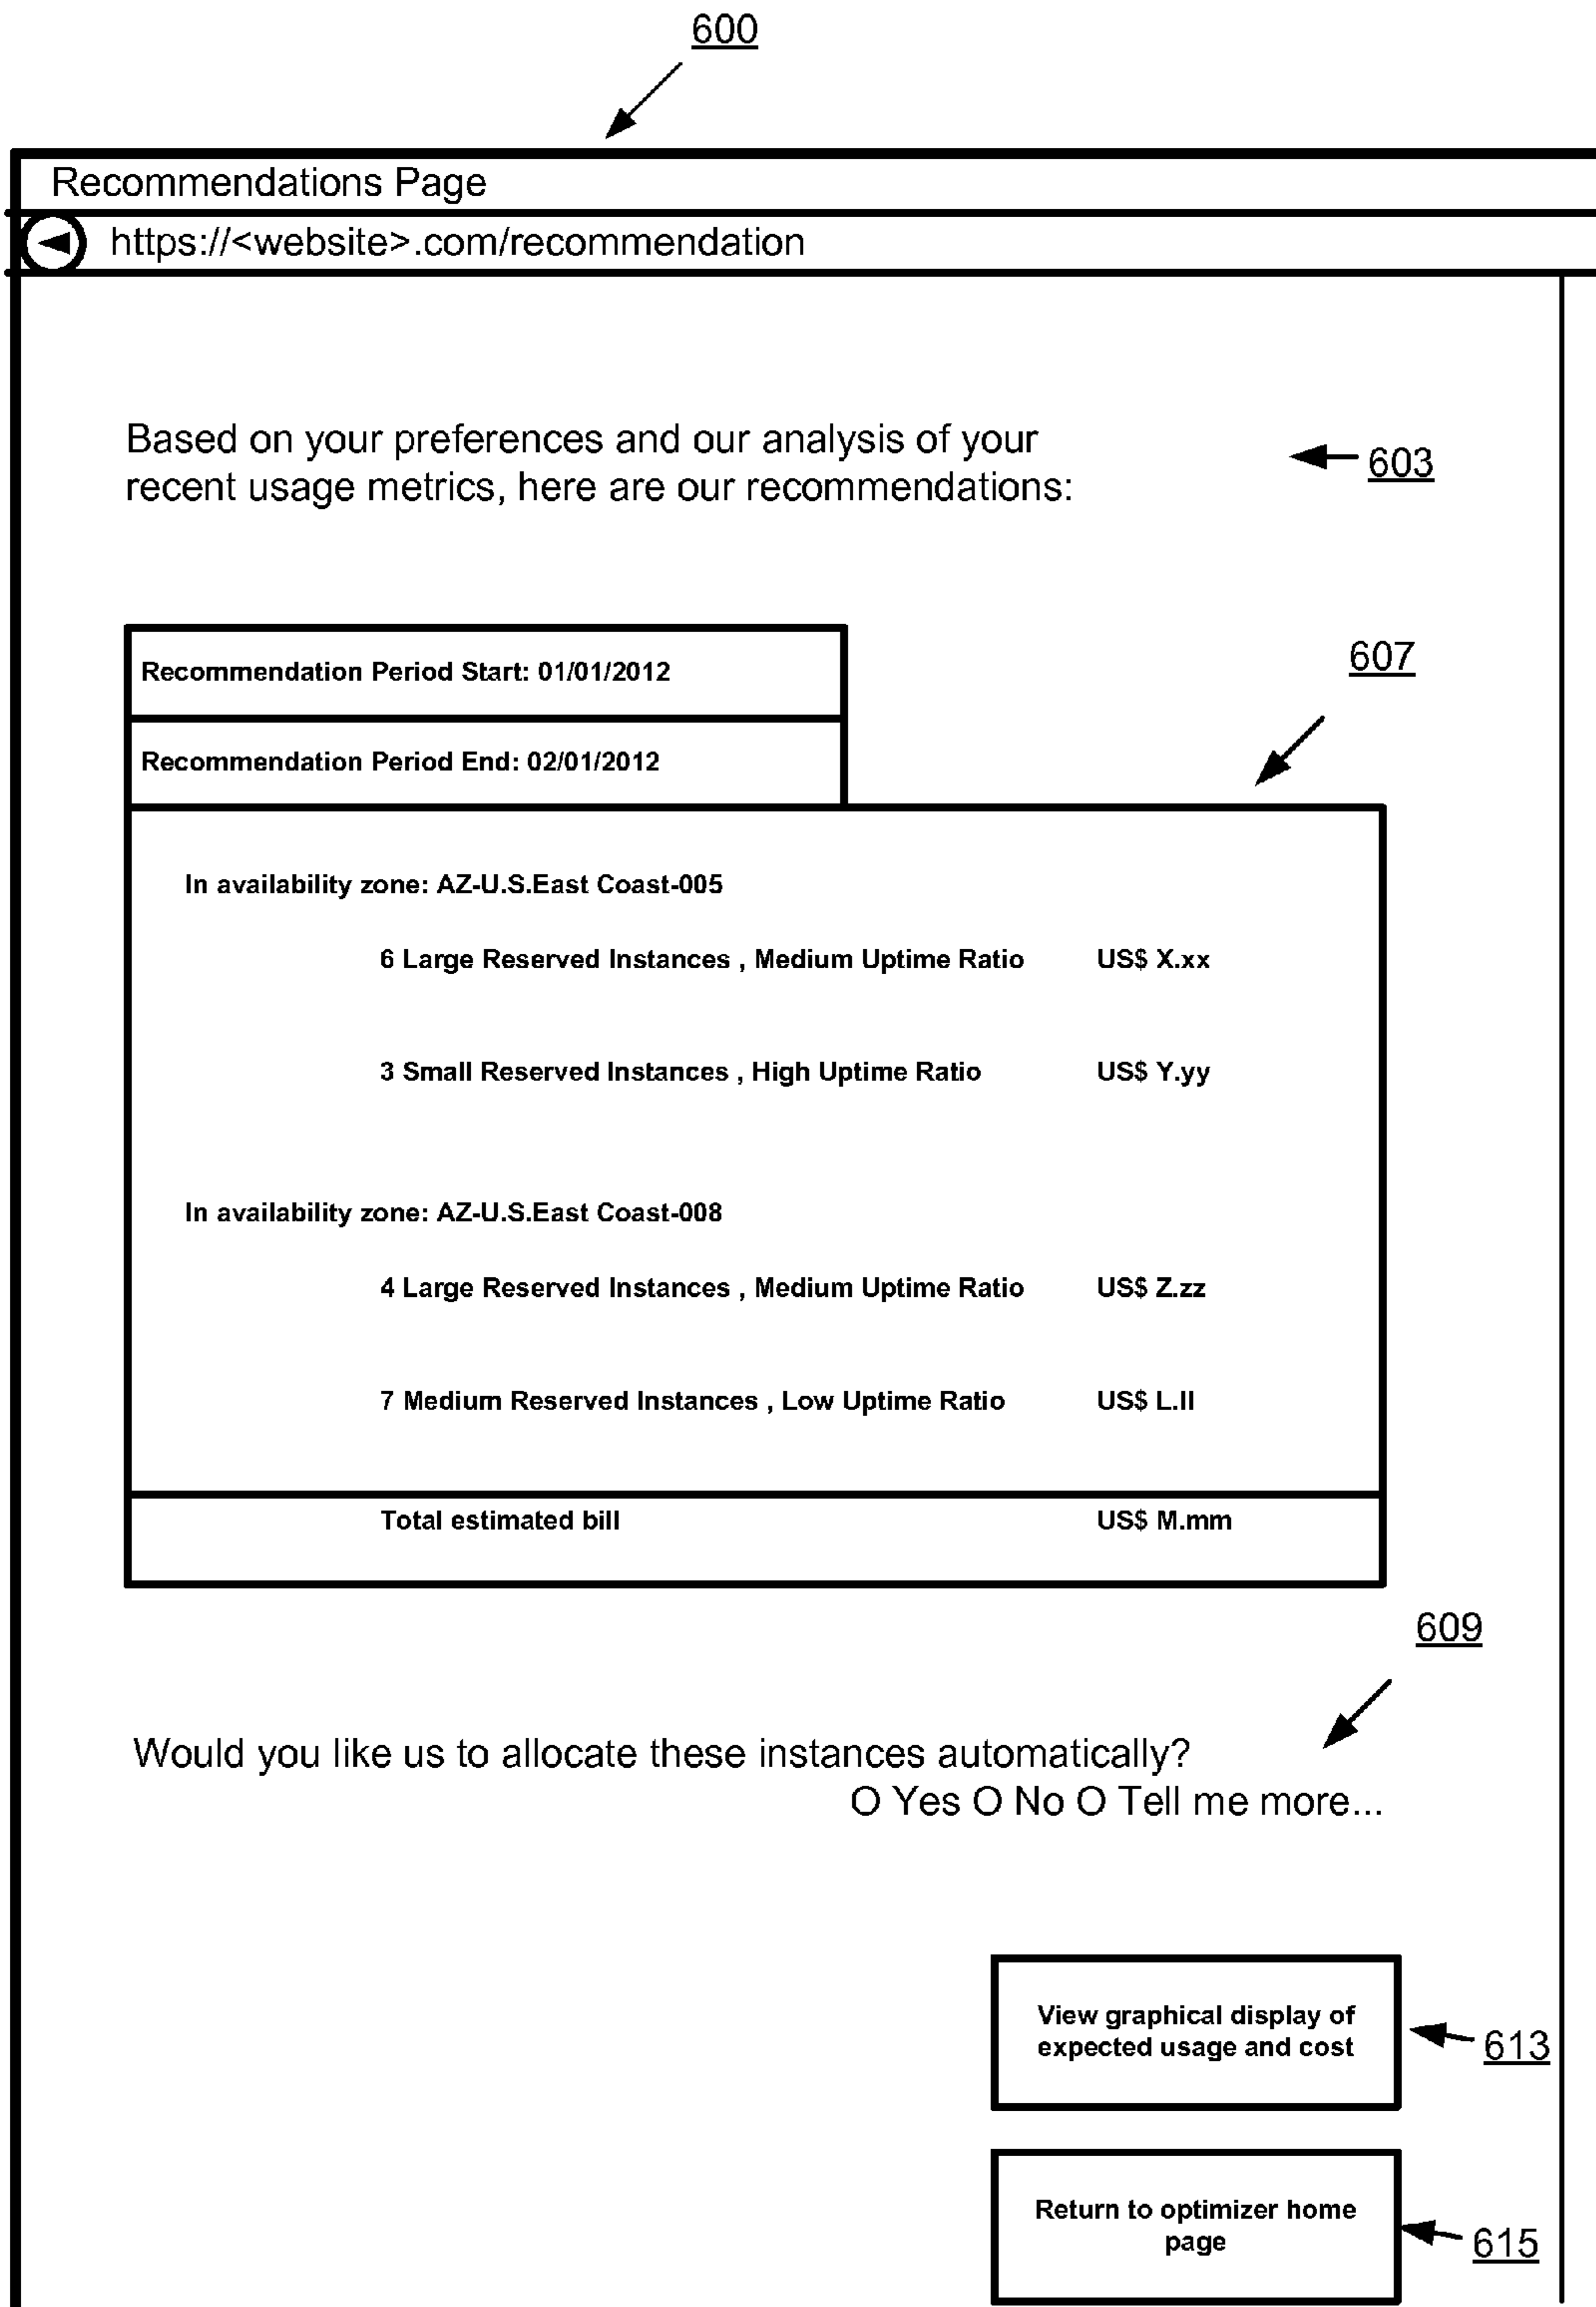 600
Recommendations Page
https://<website>.com/recommendation
Based on your preferences and our analysis of your
recent usage metrics, here are our recommendations:
603
Recommendation Period Start: 01/01/2012
607
Recommendation Period End: 02/01/2012
In availability zone: AZ-U.S.East Coast-005
6 Large Reserved Instances , Medium Uptime Ratio US$ X.xx
3 Small Reserved Instances , High Uptime Ratio US$ Y.yy
In availability zone: AZ-U.S.East Coast-008
4 Large Reserved Instances , Medium Uptime Ratio US$ Z.zz
7 Medium Reserved Instances , Low Uptime Ratio US$ L.ll
Total estimated bill US$ M.mm
609
Would you like us to allocate these instances automatically?
O Yes O No O Tell me more...
View graphical display of
expected usage and cost
613
Return to optimizer home
page
615